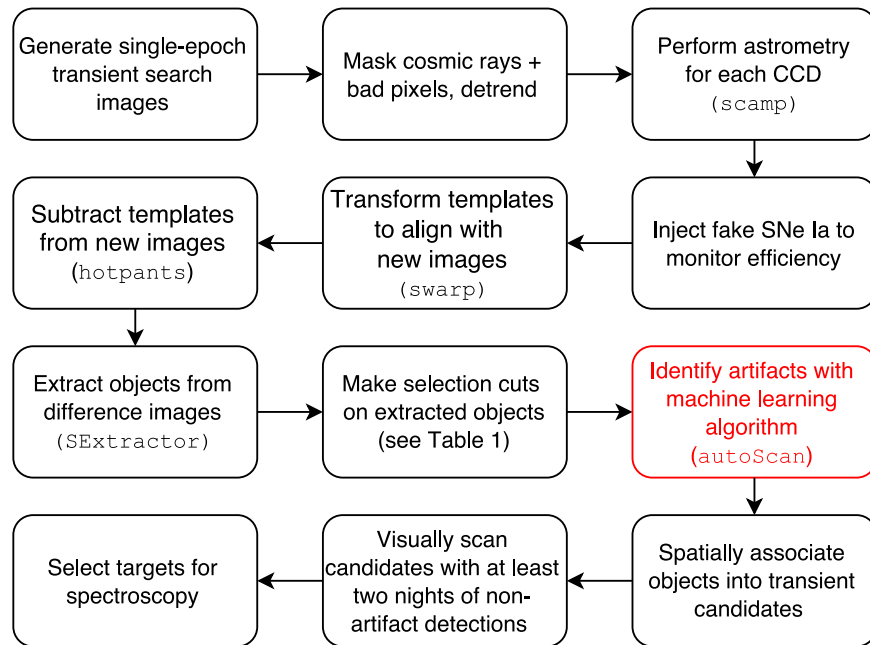 Generate single-epoch
transient search
images
Mask cosmic rays +
bad pixels, detrend
Perform astrometry
for each CCD
(scamp)
Inject fake SNe Ia to
monitor efficiency
Transform templates
to align with
new images
(swarp)
Subtract templates
from new images
(hotpants)
Extract objects from
difference images
(SExtractor)
Make selection cuts
on extracted objects
(see Table 1)
Identify artifacts with
machine learning
algorithm
(autoScan)
Spatially associate
objects into transient
candidates
Visually scan
candidates with at least
two nights of non-
artifact detections
Select targets for
spectroscopy